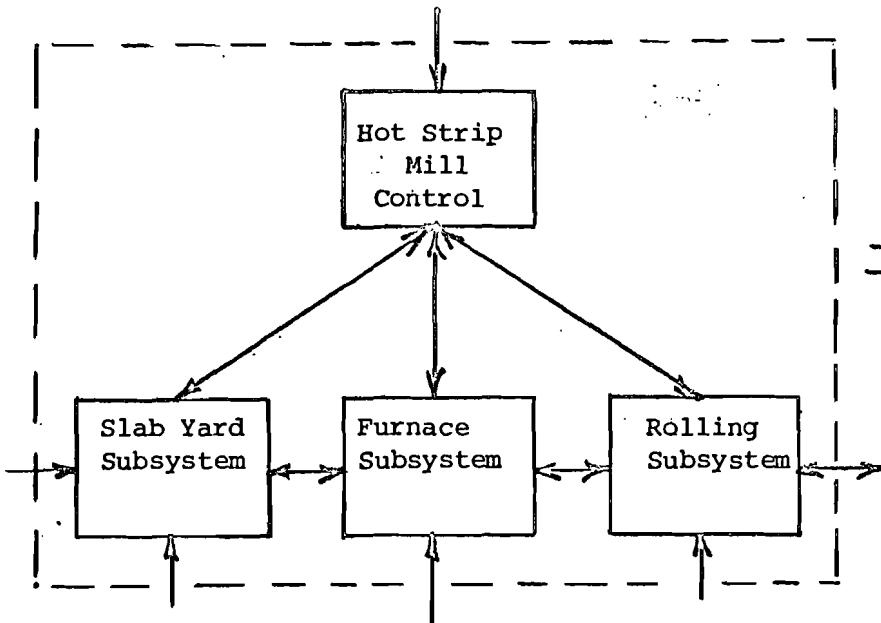 Hot Strip
Mill
Control
Slab Yard
Subsystem
Furnace
Subsystem
Rolling
Subsystem